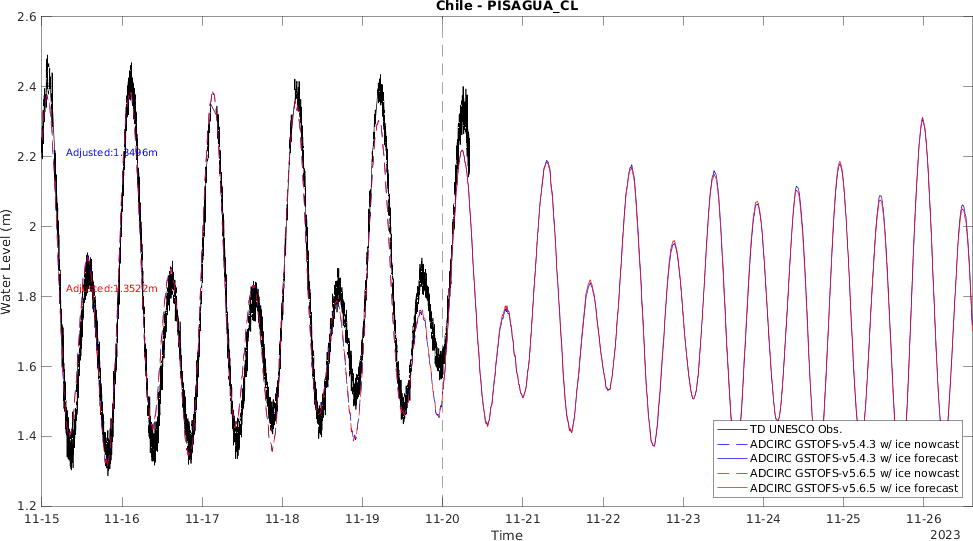 Chile - PISAGUA_CL
2.6
2.4
2.2
2
1.8
1.6
1.4
1.2
Water Level (m)
Adjusted:1.3496m
Adjusted:1.3522m
TD UNESCO Obs.
ADCIRC GSTOFS-v5.4.3 w/ ice nowcast
ADCIRC GSTOFS-v5.4.3 w/ ice forecast
ADCIRC GSTOFS-v5.6.5 w/ ice nowcast
ADCIRC GSTOFS-v5.6.5 w/ ice forecast
11-15 11-16 11-17 11-18 11-19 11-20 11-21 11-22 11-23 11-24 11-25 11-26
Time
2023